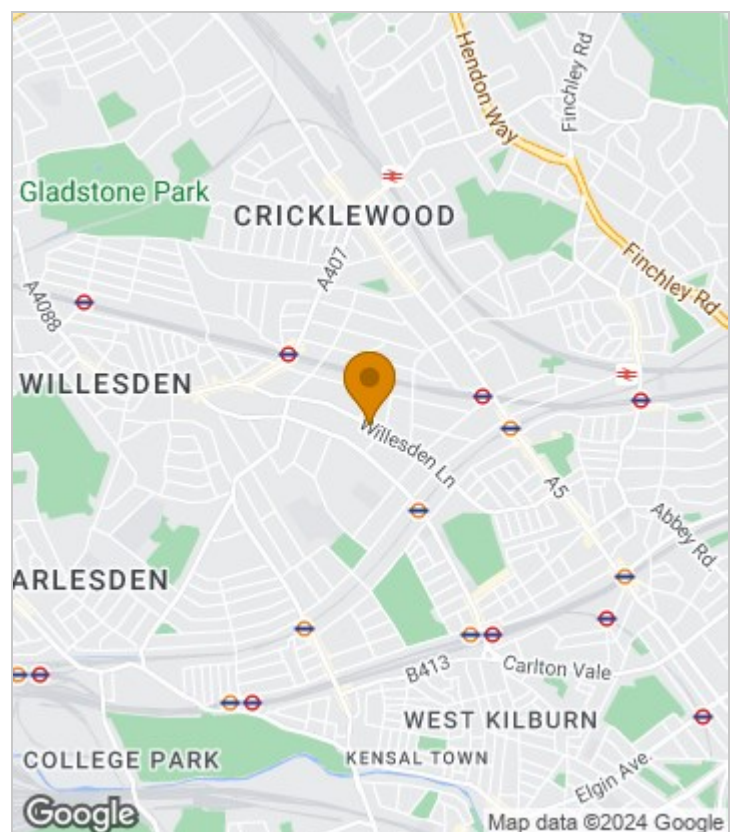 Hendon Way
Finchley Rd
Gladstone Park
CRICKLEWOOD
A407
Finchley Rd
A4088
WILLESDEN
Willesden Ln
A5
Abbey Rd.
ARLESDEN
B413
Carlton Vale
WEST KILBURN
COLLEGE PARK
KENSAL TOWN
Elgin Ave.
Google
Map data ©2024 Google